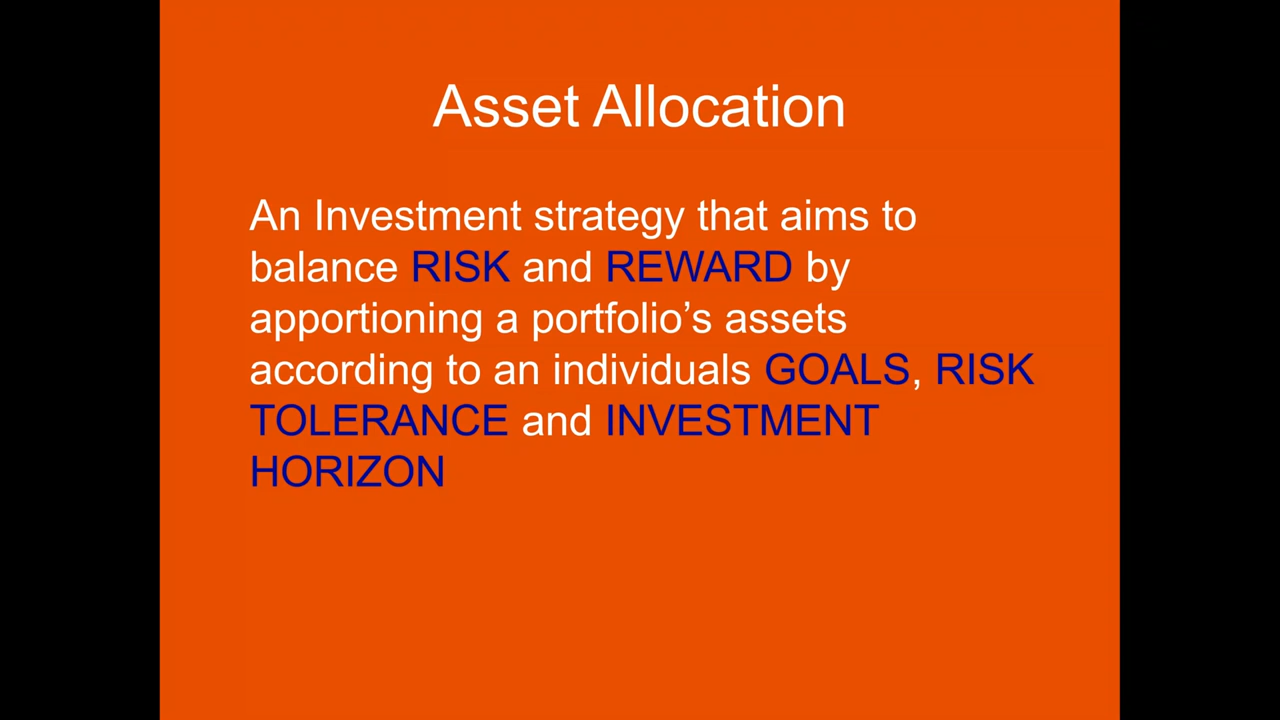 Asset Allocation
An Investment strategy that aims to
balance RISK and REWARD by
apportioning a portfolio’s assets
according to an individuals GOALS, RISK
TOLERANCE and INVESTMENT
HORIZON